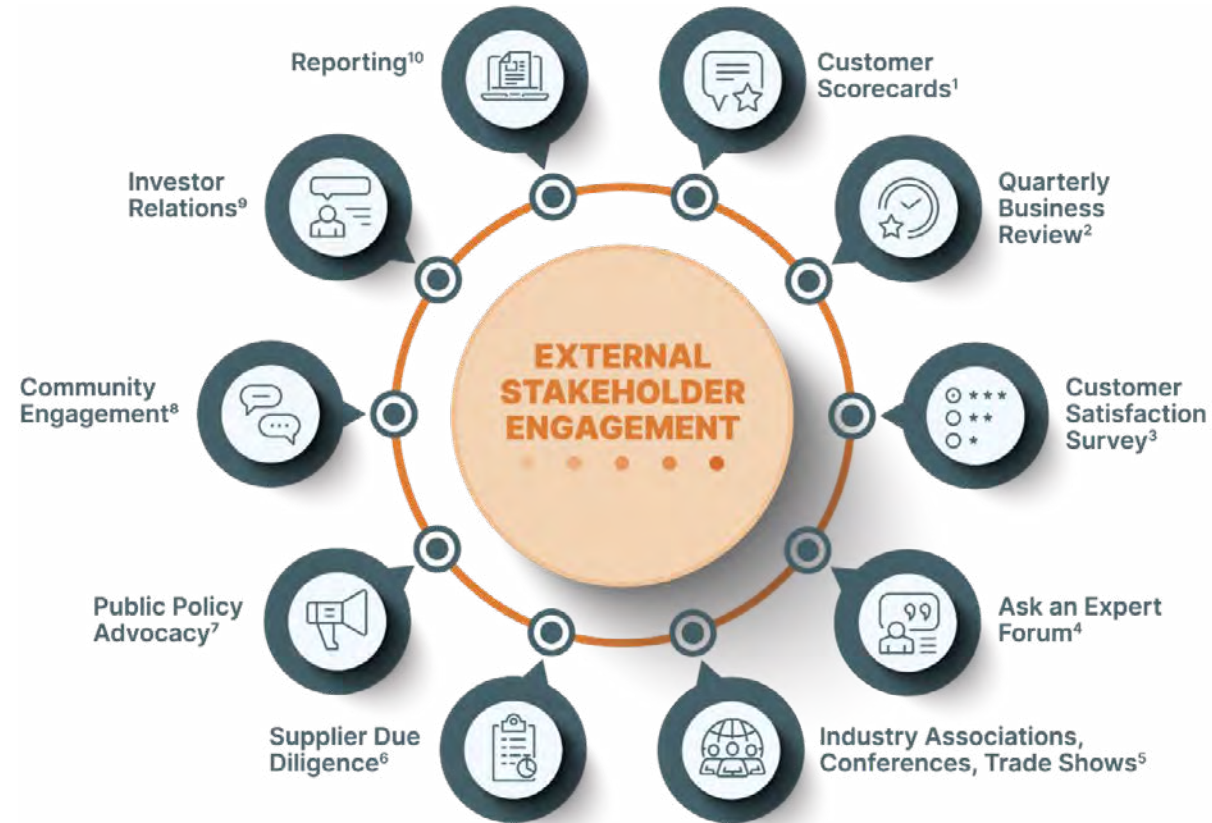 Reporting¹⁰
Customer
Scorecards¹
Investor
Relations⁹
Quarterly
Business
Review²
EXTERNAL
STAKEHOLDER
ENGAGEMENT
Community
Engagement⁸
Customer
Satisfaction
Survey³
Public Policy
Advocacy⁷
Ask an Expert
Forum⁴
Supplier Due
Diligence⁶
Industry Associations,
Conferences, Trade Shows⁵